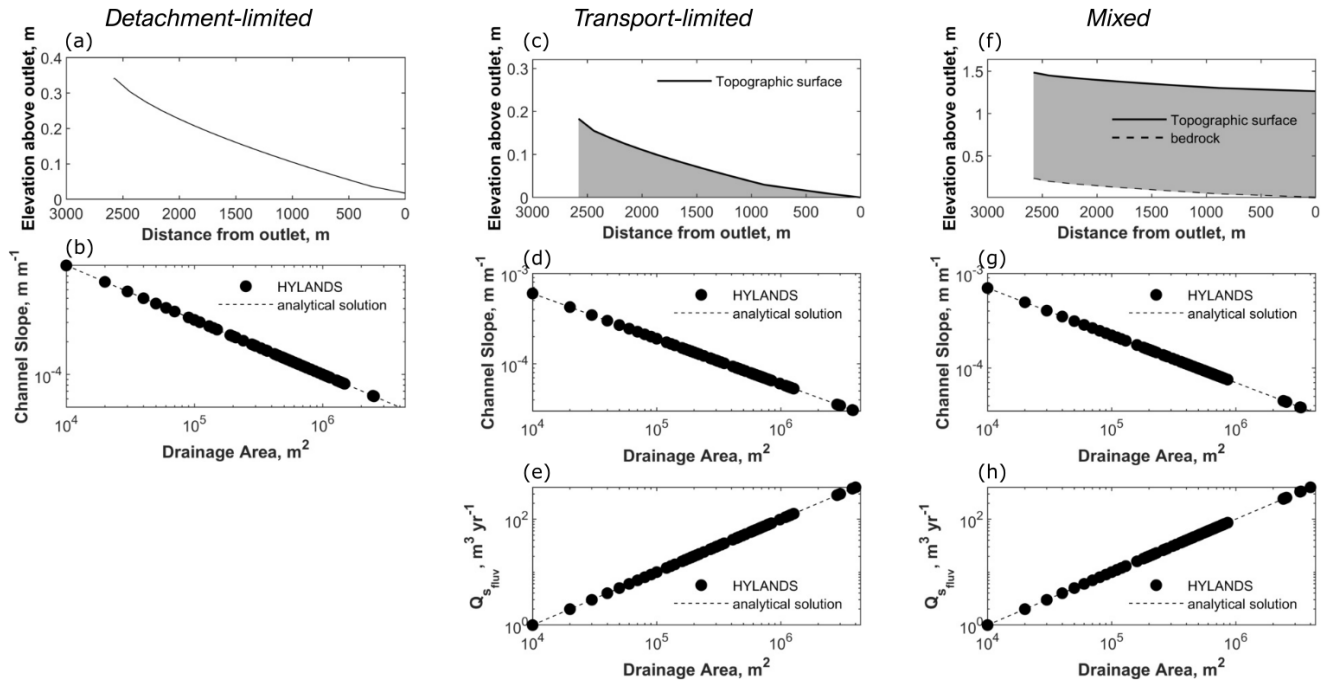 Detachment-limited
Transport-limited
Mixed
(a)
Elevation above outlet, m
0.4
0.3
0.2
0.1
0
3000 2500 2000 1500 1000 500 0
Distance from outlet, m
(c)
Elevation above outlet, m
0.3
0.2
0.1
0
Topographic surface
3000 2500 2000 1500 1000 500 0
Distance from outlet, m
(f)
Elevation above outlet, m
1.5
1
0.5
Topographic surface
bedrock
3000 2500 2000 1500 1000 500 0
Distance from outlet, m
(b)
Channel Slope, m m⁻¹
10⁻⁴
HYLANDS
analytical solution
10⁴ 10⁵ 10⁶
Drainage Area, m²
(d)
Channel Slope, m m⁻¹
10⁻³
10⁻⁴
HYLANDS
analytical solution
10⁴ 10⁵ 10⁶
Drainage Area, m²
(g)
Channel Slope, m m⁻¹
10⁻³
10⁻⁴
HYLANDS
analytical solution
10⁴ 10⁵ 10⁶
Drainage Area, m²
(e)
Q_s_fluv , m³ yr⁻¹
10²
10⁰
HYLANDS
analytical solution
10⁴ 10⁵ 10⁶
Drainage Area, m²
(h)
Q_s_fluv , m³ yr⁻¹
10²
10⁰
HYLANDS
analytical solution
10⁴ 10⁵ 10⁶
Drainage Area, m²